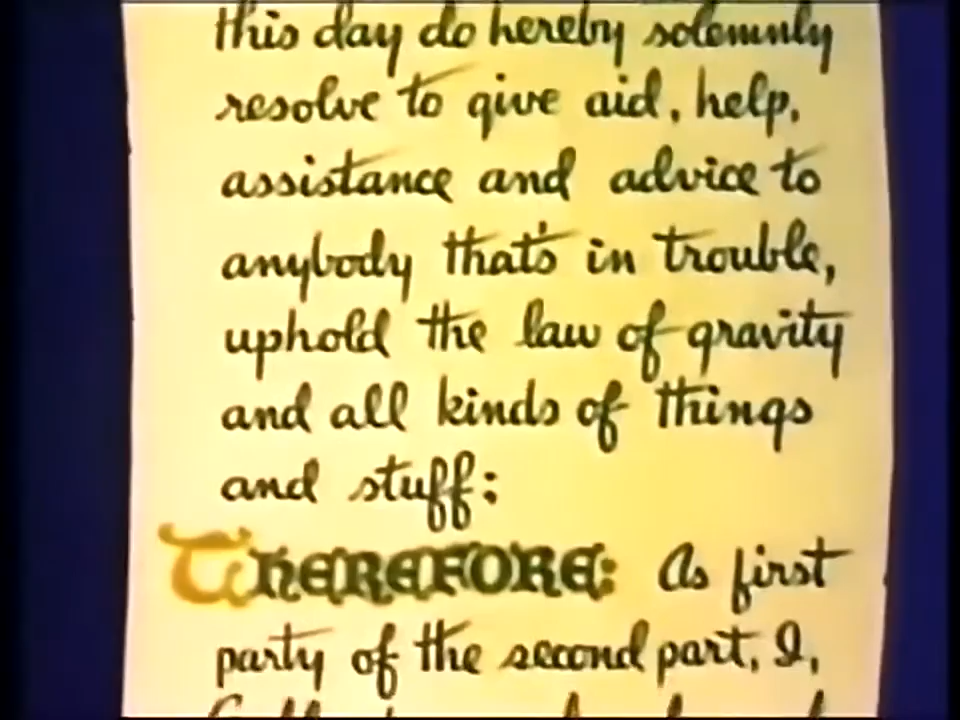 this day do hereby solemnly
resolve to give aid, help,
assistance and advice to
anybody that's in trouble,
uphold the law of gravity
and all kinds of things
and stuff:
THEREFORE: As first
party of the second part, I,